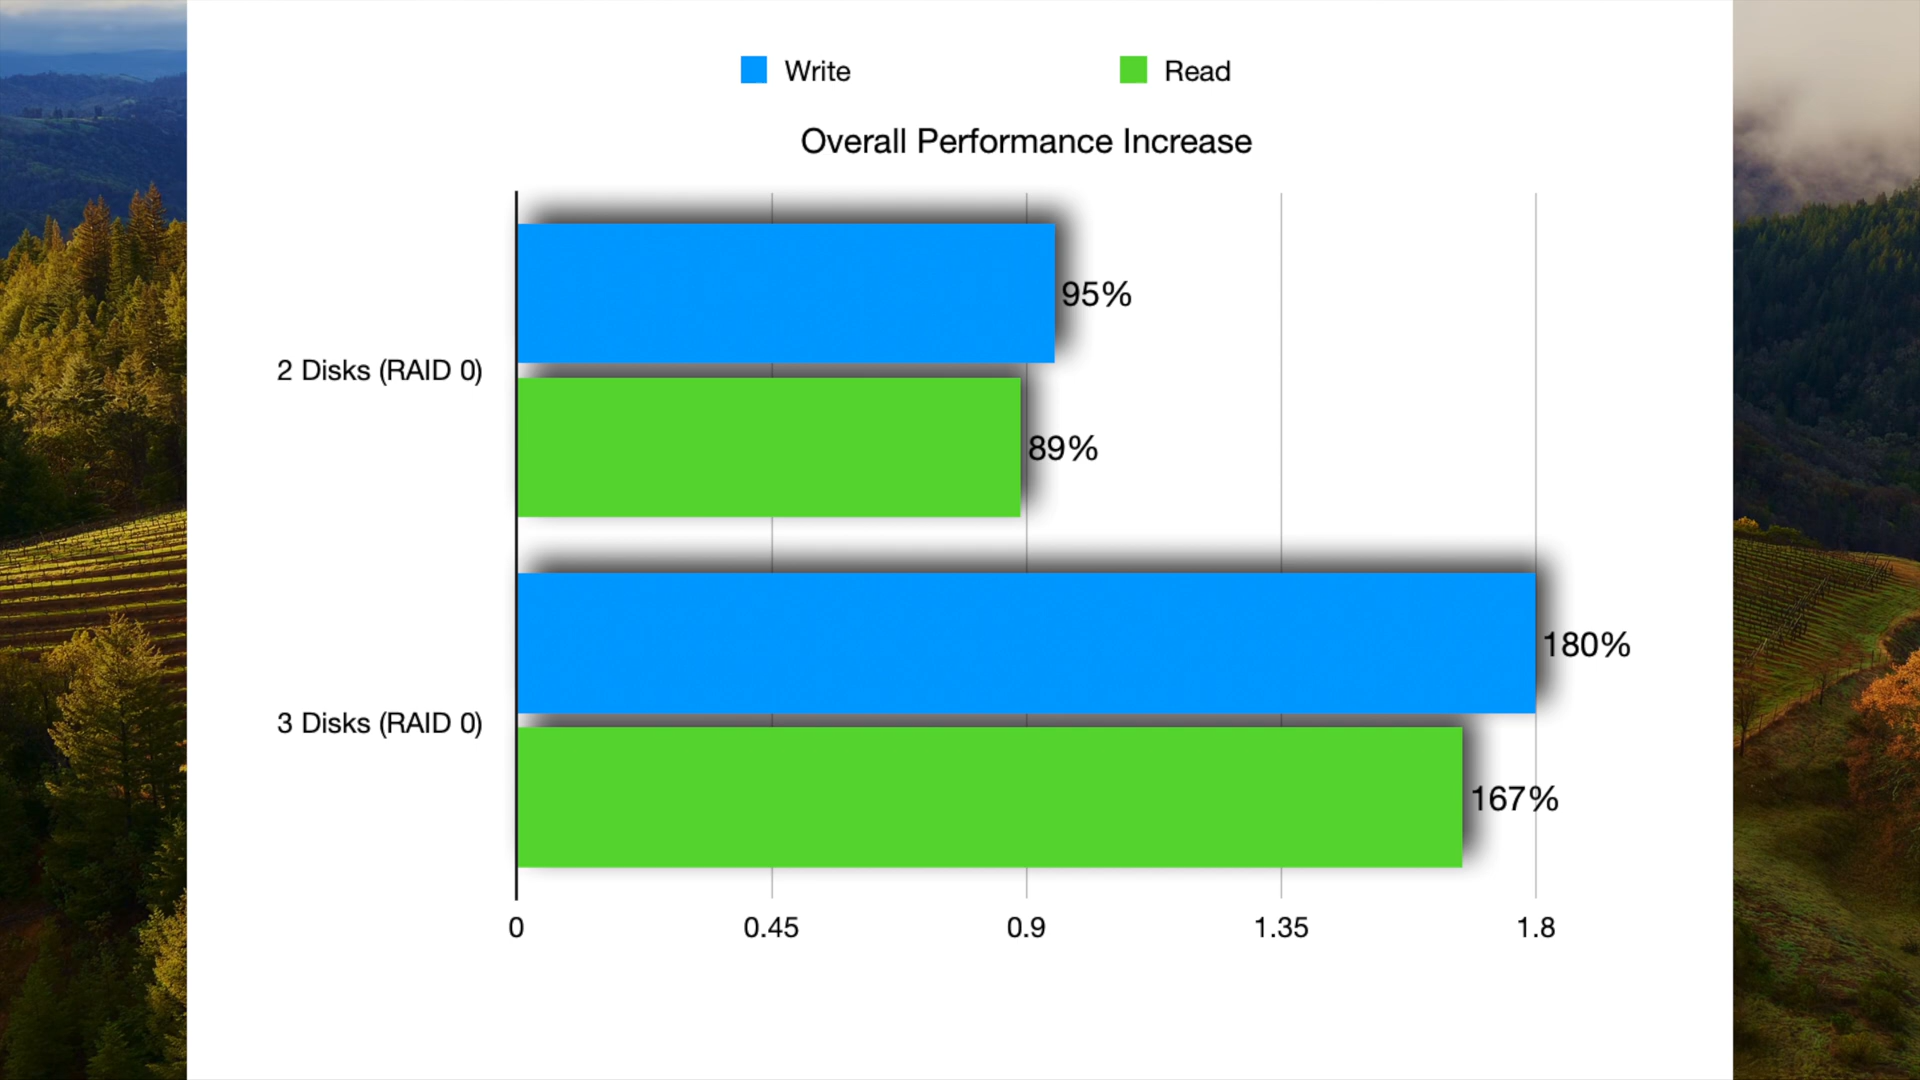 Write
Read
Overall Performance Increase
95%
2 Disks (RAID 0)
89%
180%
3 Disks (RAID 0)
167%
0 0.45 0.9 1.35 1.8